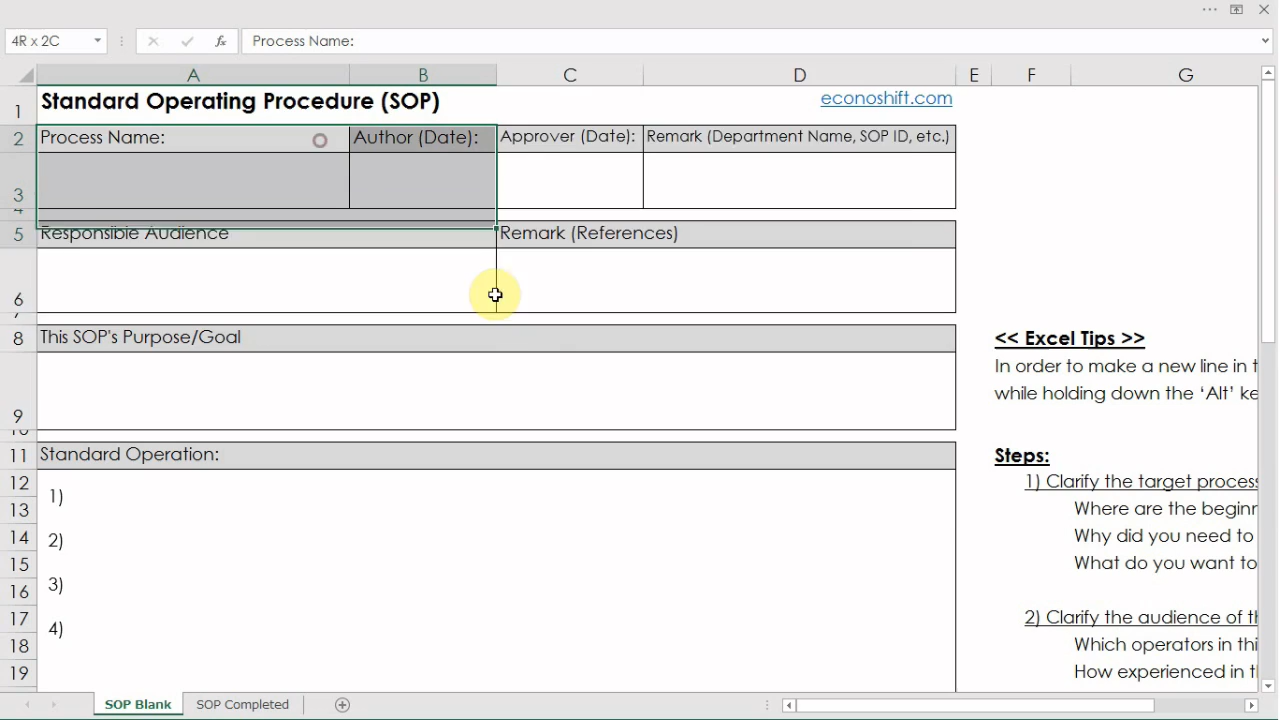 4R x 2C
fx
Process Name:
A B C D E F G
1 Standard Operating Procedure (SOP) econoshift.com
2 Process Name: Author (Date): Approver (Date): Remark (Department Name, SOP ID, etc.)
3
4
5 Responsible Audience Remark (References)
6
7
8 This SOP's Purpose/Goal << Excel Tips >>
In order to make a new line in t
while holding down the ‘Alt’ ke
9
10
11 Standard Operation: Steps:
12 1) Clarify the target process
1)
13 Where are the beginn
14 2) Why did you need to
15 What do you want to
16 3)
17 2) Clarify the audience of th
4)
18 Which operators in thi
19 How experienced in th
SOP Blank SOP Completed